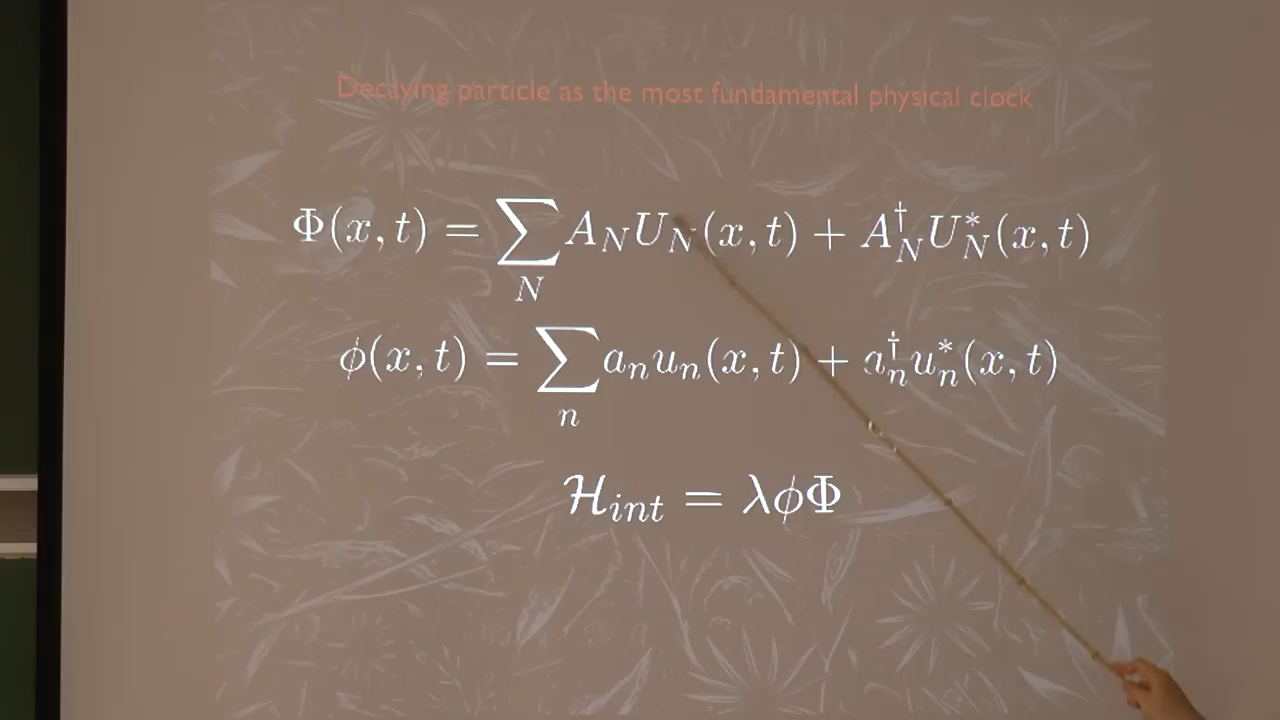 Decaying particle as the most fundamental physical clock
Φ(x, t) = ∑_N A_N U_N(x, t) + A_N^† U_N^*(x, t)
ϕ(x, t) = ∑_n a_n u_n(x, t) + a_n^† u_n^*(x, t)
ℋ_int = λϕΦ